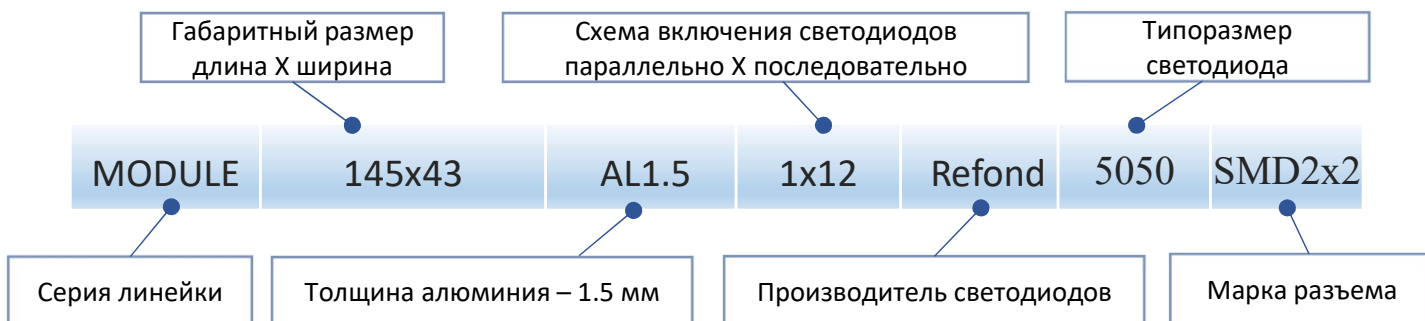 Габаритный размер
длина X ширина
Схема включения светодиодов
параллельно X последовательно
Типоразмер
светодиода
MODULE 145x43 AL1.5 1x12 Refond 5050 SMD2x2
Серия линейки
Толщина алюминия – 1.5 мм
Производитель светодиодов
Марка разъема